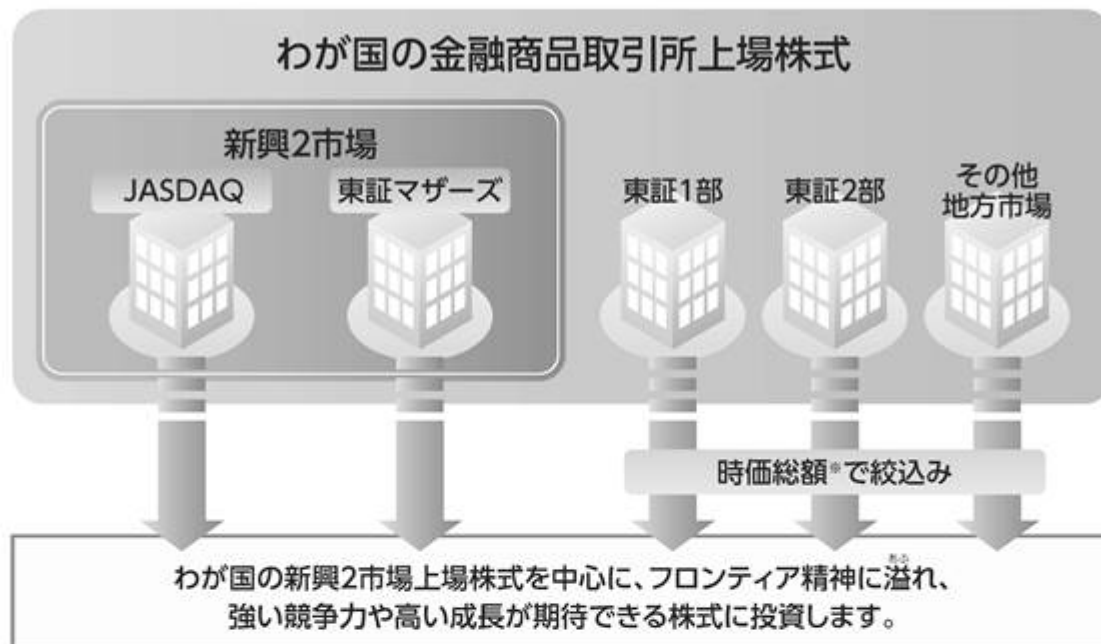 わが国の金融商品取引所上場株式
新興2市場
JASDAQ
東証マザーズ
東証1部
東証2部
その他
地方市場
時価総額※で絞込み
わが国の新興2市場上場株式を中心に、フロンティア精神に溢れ、
あふ
強い競争力や高い成長が期待できる株式に投資します。